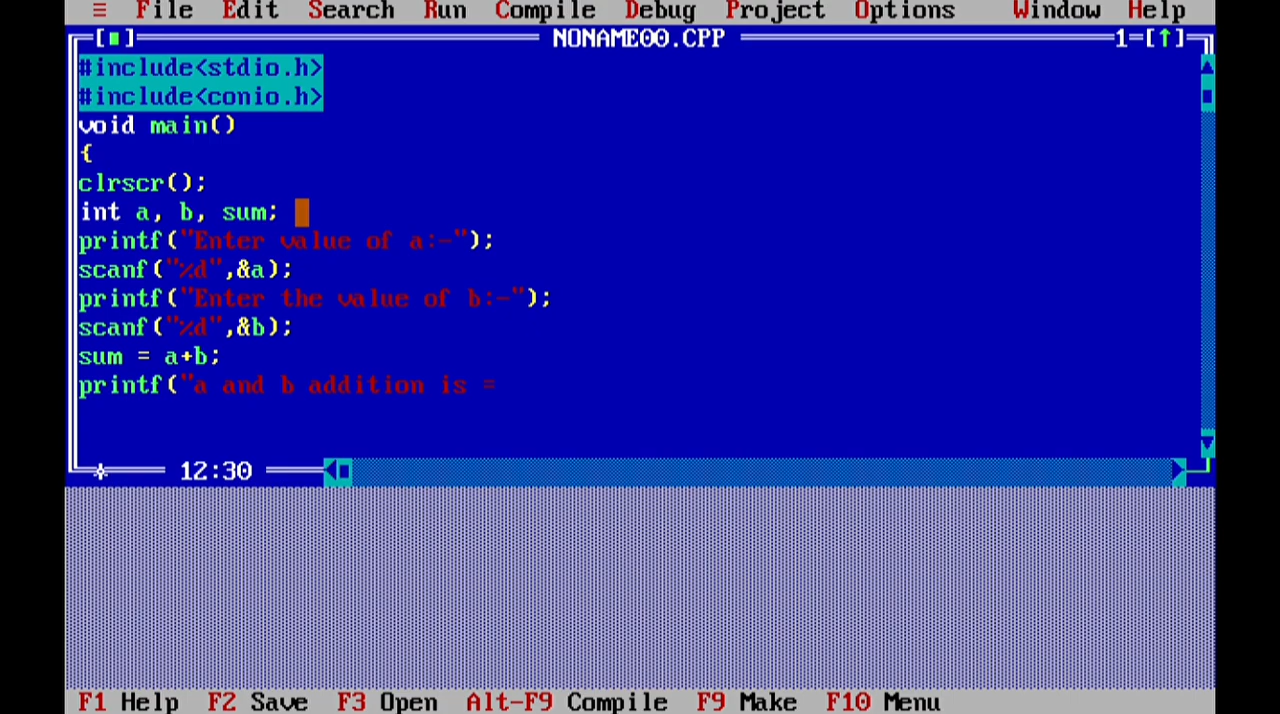 ≡ File Edit Search Run Compile Debug Project Options Window Help
[■] NONAME00.CPP 1=[↑]
#include<stdio.h>
#include<conio.h>
void main()
{
clrscr();
int a, b, sum;
printf("Enter value of a:-");
scanf("%d",&a);
printf("Enter the value of b:-");
scanf("%d",&b);
sum = a+b;
printf("a and b addition is =
12:30
F1 Help F2 Save F3 Open Alt-F9 Compile F9 Make F10 Menu